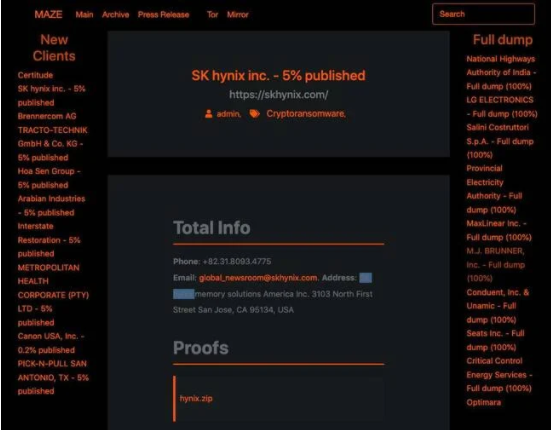 MAZE Main Archive Press Release Tor Mirror Search
New
Clients
Certitude
SK hynix inc. - 5%
published
Brennercom AG
TRACTO-TECHNIK
GmbH & Co. KG -
5% published
Hoa Sen Group -
5% published
Arabian Industries
- 5% published
Interstate
Restoration - 5%
published
METROPOLITAN
HEALTH
CORPORATE (PTY)
LTD - 5%
published
Canon USA, Inc. -
0.2% published
PICK-N-PULL SAN
ANTONIO, TX - 5%
published
SK hynix inc. - 5% published
https://skhynix.com/
admin, Cryptoransomware,
Total Info
Phone: +82.31.8093.4775
Email: global_newsroom@skhynix.com. Address:
memory solutions America Inc. 3103 North First
Street San Jose, CA 95134, USA
Proofs
hynix.zip
Full dump
National Highways
Authority of India -
Full dump (100%)
LG ELECTRONICS
- Full dump (100%)
Salini Costruttori
S.p.A. - Full dump
(100%)
Provincial
Electricity
Authority - Full
dump (100%)
MaxLinear Inc. -
Full dump (100%)
M.J. BRUNNER,
Inc. - Full dump
(100%)
Conduent, Inc. &
Unamic - Full
dump (100%)
Seats Inc. - Full
dump (100%)
Critical Control
Energy Services -
Full dump (100%)
Optimara